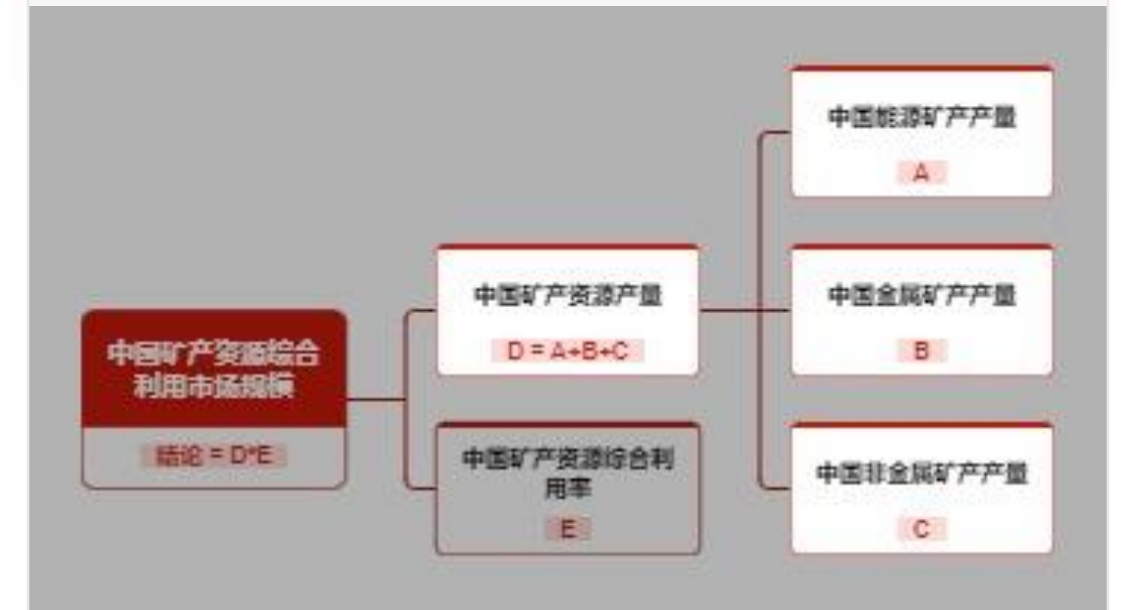 中国能源矿产产量
A
中国矿产资源产量
D = A+B+C
中国金属矿产产量
B
中国矿产资源综合
利用市场规模
结论 = D*E
中国矿产资源综合利
用率
E
中国非金属矿产产量
C